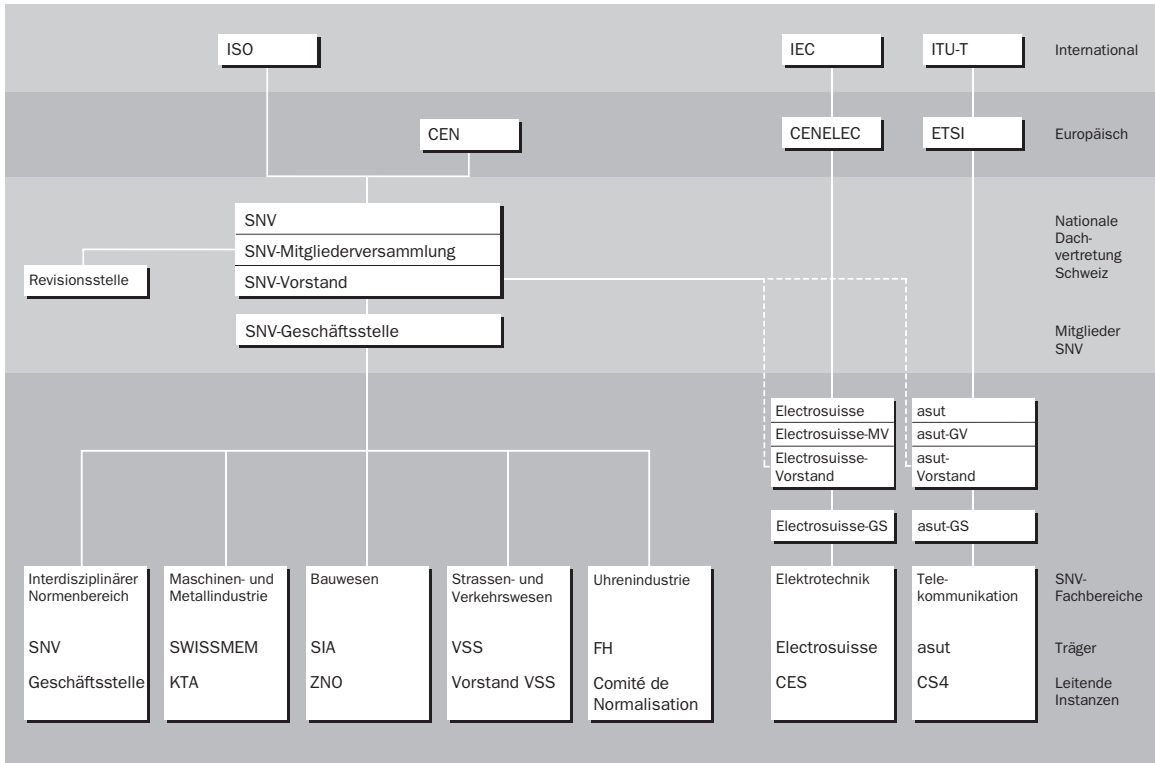 ISO
IEC
ITU-T
International
CEN
CENELEC
ETSI
Europäisch
SNV
SNV-Mitgliederversammlung
SNV-Vorstand
Revisionsstelle
SNV-Geschäftsstelle
Nationale
Dach-
vertretung
Schweiz
Mitglieder
SNV
Electrosuisse
Electrosuisse-MV
Electrosuisse-
Vorstand
asut
asut-GV
asut-
Vorstand
Electrosuisse-GS
asut-GS
Interdisziplinärer
Normenbereich
SNV
Geschäftsstelle
Maschinen- und
Metallindustrie
SWISSMEM
KTA
Bauwesen
SIA
ZNO
Strassen- und
Verkehrswesen
VSS
Vorstand VSS
Uhrenindustrie
FH
Comité de
Normalisation
Elektrotechnik
Electrosuisse
CES
Tele-
kommunikation
asut
CS4
SNV-
Fachbereiche
Träger
Leitende
Instanzen